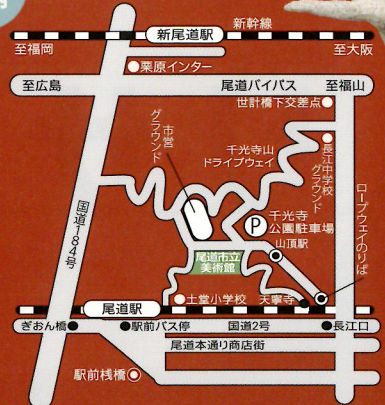 新幹線
新尾道駅
至福岡
至大阪
栗原インター
至広島
尾道バイパス
至福山
世計橋下交差点
市営
グラウンド
千光寺山
ドライブウェイ
長江中学校
グラウンド
ロープウェイのりば
国道184号
P
千光寺
公園駐車場
山頂駅
尾道市立
美術館
土堂小学校
天寧寺
尾道駅
ぎおん橋
駅前バス停
国道2号
長江口
尾道本通り商店街
駅前桟橋